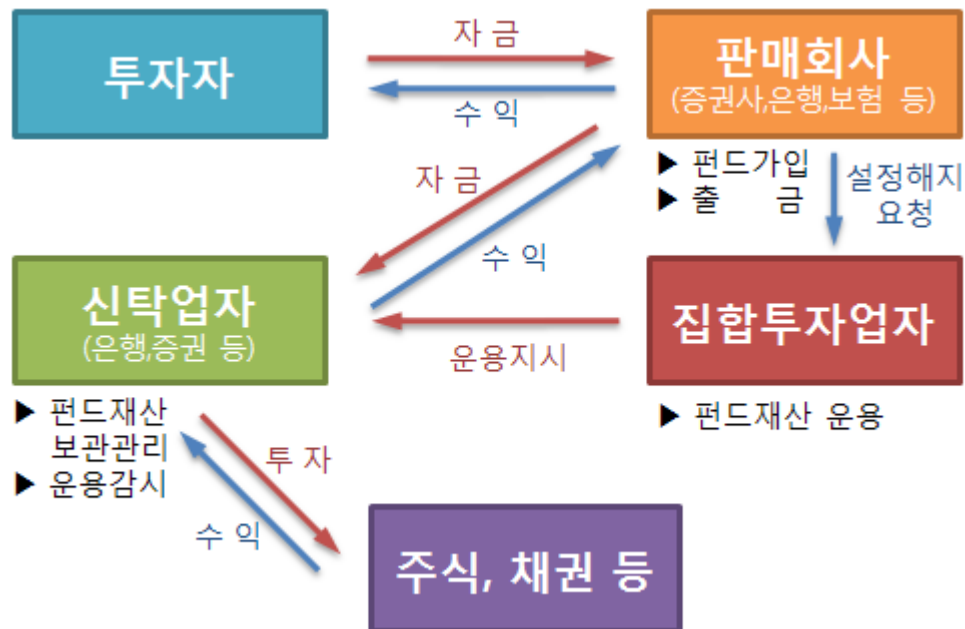 투자자
자 금
수 익
판매회사
(증권사,은행,보험 등)
▶ 펀드가입
▶ 출 금
설정해지
요청
자 금
수 익
신탁업자
(은행,증권 등)
운용지시
집합투자업자
▶ 펀드재산
보관관리
▶ 운용감시
▶ 펀드재산 운용
투 자
수 익
주식, 채권 등